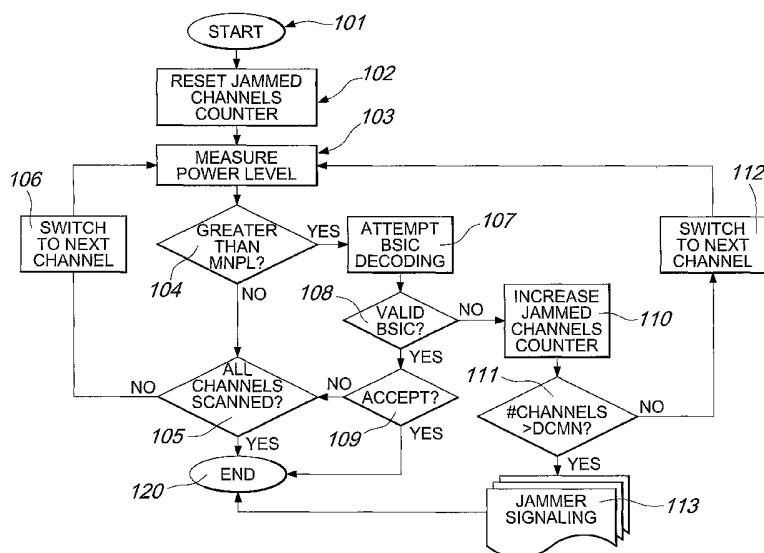 START
101
RESET JAMMED
CHANNELS
COUNTER
102
MEASURE
POWER LEVEL
103
106
SWITCH
TO NEXT
CHANNEL
GREATER
THAN
MNPL?
104
YES
NO
ATTEMPT
BSIC
DECODING
107
112
SWITCH
TO NEXT
CHANNEL
108
VALID
BSIC?
NO
YES
INCREASE
JAMMED
CHANNELS
COUNTER
110
ALL
CHANNELS
SCANNED?
105
NO
YES
ACCEPT?
109
NO
YES
111
#CHANNELS
>DCMN?
NO
YES
END
120
JAMMER
SIGNALING
113